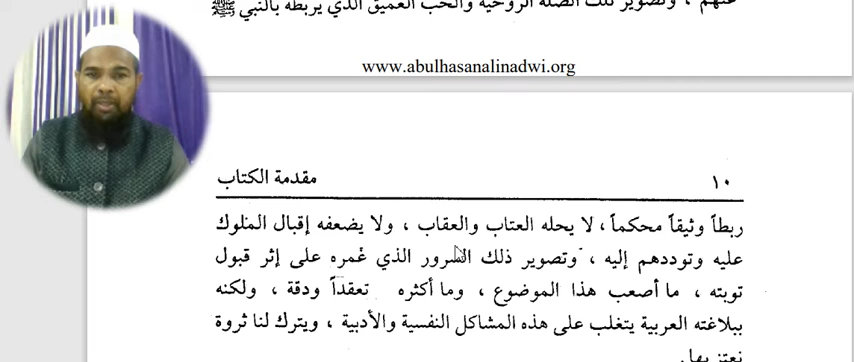 عنهم ، وتصوير تلك الصلة الروحية والحب العميق الذي يربطه بالنبي ﷺ
www.abulhasanalinadwi.org
١٠ مقدمة الكتاب
ربطاً وثيقاً محكماً، لا يحله العتاب والعقاب ، ولا يضعفه إقبال الملوك
عليه وتوددهم إليه ، وتصوير ذلك السرور الذي غمره على إثر قبول
توبته ، ما أصعب هذا الموضوع ، وما أكثره تعقداً ودقة ، ولكنه
ببلاغته العربية يتغلب على هذه المشاكل النفسية والأدبية ، ويترك لنا ثروة
نعتز بها.